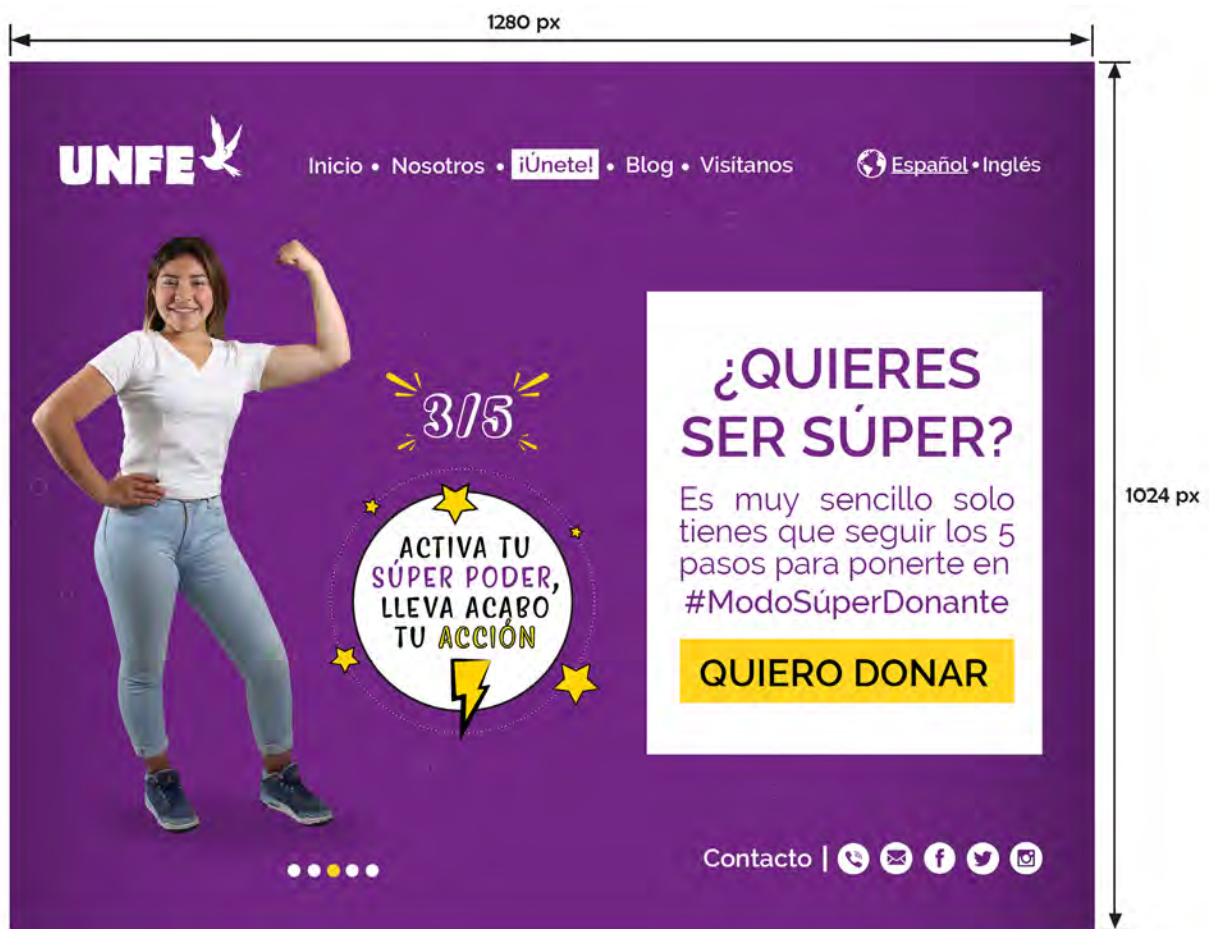 1280 px
UNFE
Inicio • Nosotros • ¡Únete! • Blog • Visítanos
Español • Inglés
3/5
ACTIVA TU
SÚPER PODER,
LLEVA ACABO
TU ACCIÓN
¿QUIERES
SER SÚPER?
Es muy sencillo solo
tienes que seguir los 5
pasos para ponerte en
#ModoSúperDonante
QUIERO DONAR
1024 px
Contacto |